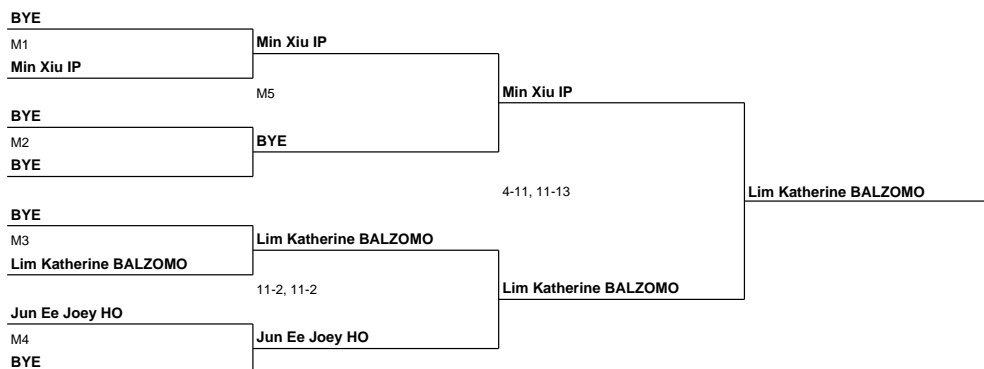 BYE
M1
Min Xiu IP
Min Xiu IP
M5
Min Xiu IP
BYE
M2
BYE
BYE
4-11, 11-13
Lim Katherine BALZOMO
BYE
M3
Lim Katherine BALZOMO
Lim Katherine BALZOMO
11-2, 11-2
Lim Katherine BALZOMO
Jun Ee Joey HO
M4
Jun Ee Joey HO
BYE